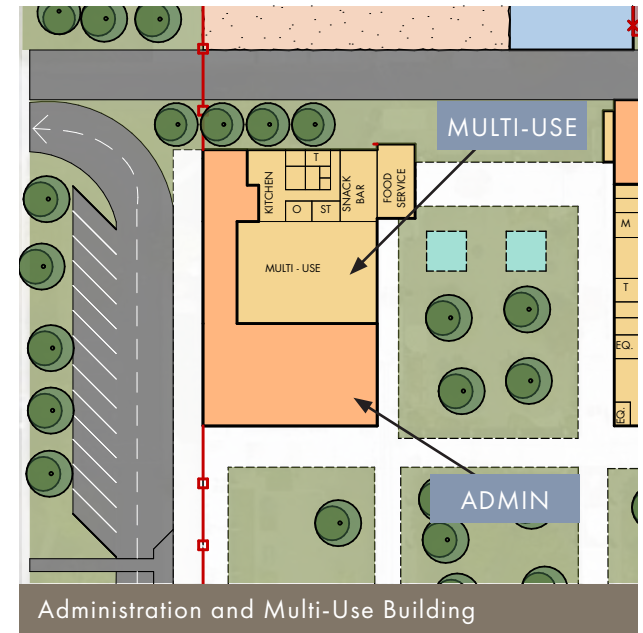 MULTI-USE
T
KITCHEN
SNACK
BAR
FOOD
SERVICE
O
ST
M
MULTI - USE
T
EQ.
EQ.
ADMIN
Administration and Multi-Use Building